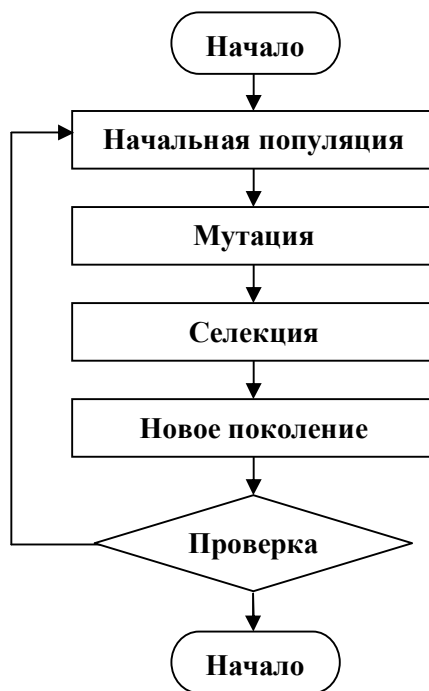 Начало
Начальная популяция
Мутация
Селекция
Новое поколение
Проверка
Начало